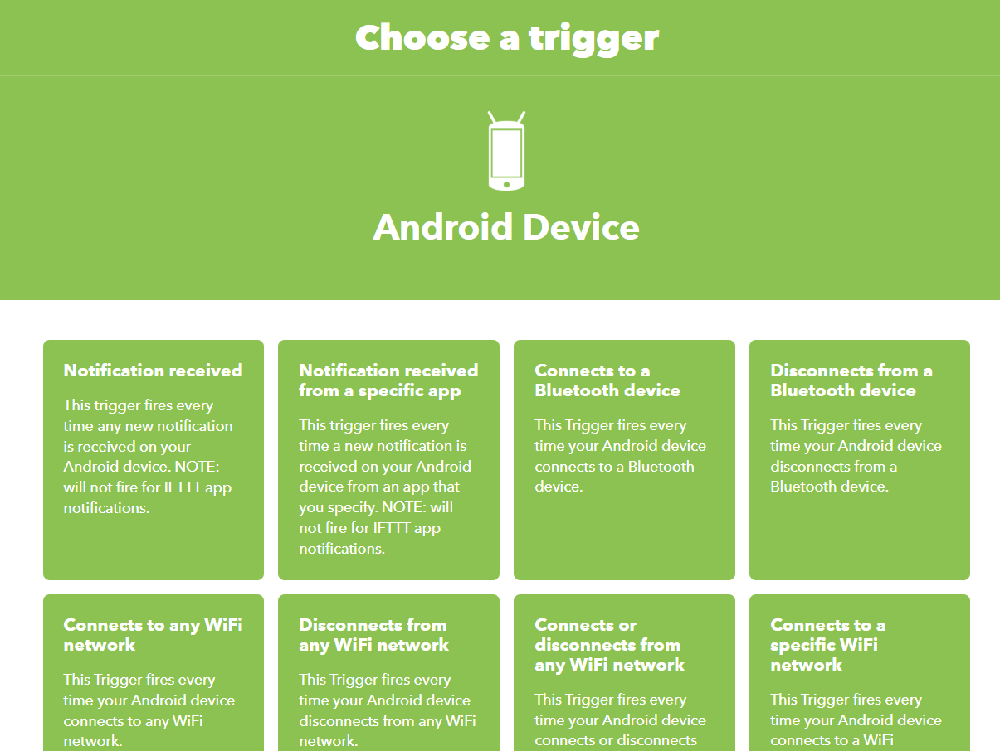 Choose a trigger
Android Device
Notification received
This trigger fires every
time any new notification
is received on your
Android device. NOTE:
will not fire for IFTTT app
notifications.
Notification received
from a specific app
This trigger fires every
time a new notification is
received on your Android
device from an app that
you specify. NOTE: will
not fire for IFTTT app
notifications.
Connects to a
Bluetooth device
This Trigger fires every
time your Android device
connects to a Bluetooth
device.
Disconnects from a
Bluetooth device
This Trigger fires every
time your Android device
disconnects from a
Bluetooth device.
Connects to any WiFi
network
This Trigger fires every
time your Android device
connects to any WiFi
network.
Disconnects from
any WiFi network
This Trigger fires every
time your Android device
disconnects from any WiFi
network.
Connects or
disconnects from
any WiFi network
This Trigger fires every
time your Android device
connects or disconnects
Connects to a
specific WiFi
network
This Trigger fires every
time your Android device
connects to a WiFi